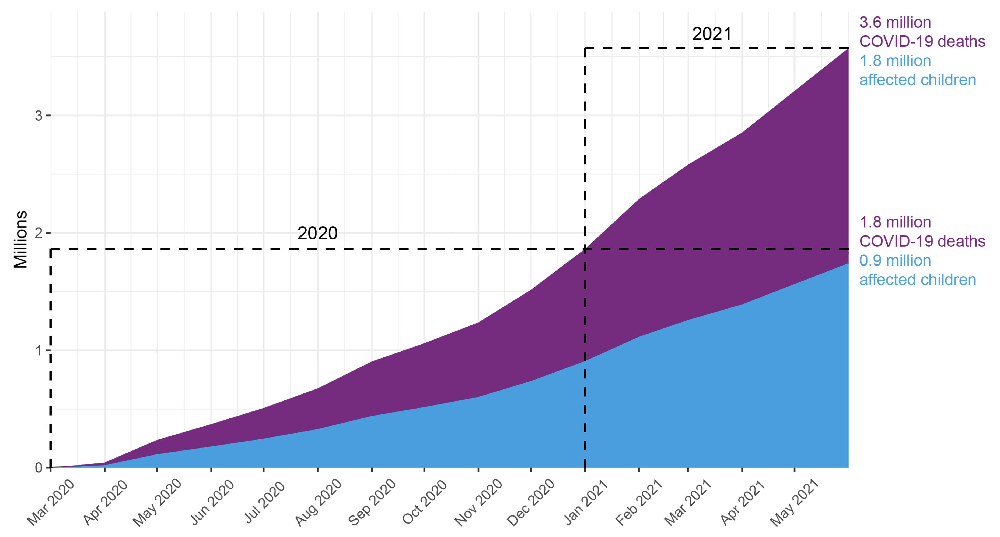 3.6 million
COVID-19 deaths
1.8 million
affected children
2021
3
1.8 million
COVID-19 deaths
0.9 million
affected children
2020
2
Millions
1
0
Mar 2020
Apr 2020
May 2020
Jun 2020
Jul 2020
Aug 2020
Sep 2020
Oct 2020
Nov 2020
Dec 2020
Jan 2021
Feb 2021
Mar 2021
Apr 2021
May 2021